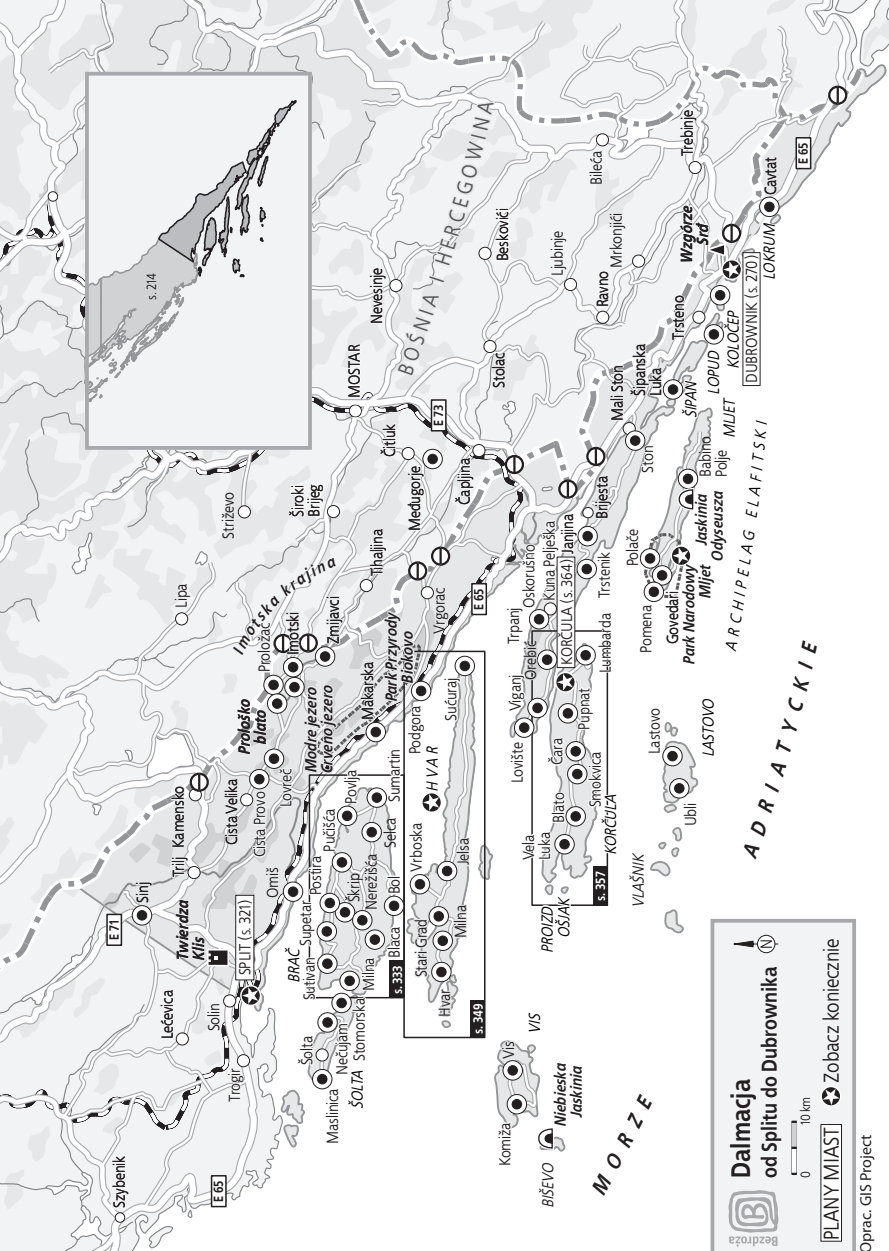 s. 214
BOŚNIA I HERCEGOWINA
MOSTAR
Nevesinje
Beskovići
Bileća
Trebinje
Ljubinje
Mrkonjići
Ravno
Stolac
Čitluk
Međugorje
Čapljina
E 73
Striževo
Široki
Brijeg
Lipa
Imotska krajina
Tihaljina
Vrgorac
Proložac
Imotski
Zmijavci
Prološko
blato
Modre jezero
Crveno jezero
Park Przyrody
Biokovo
Makarska
Podgora
Sućuraj
E 65
Kamensko
Trilj
Cista Velika
Cista Provo
Lovreč
Sinj
E 71
Twierdza
Klis
SPLIT (s. 321)
Omiš
Lećevica
Solin
Trogir
Szybenik
E 65
BRAČ
Sutivan
Supetar
Postira
Pučišća
Povlja
Sumartin
Selca
Škrip
Nerežišća
Bol
Blaca
Milna
s. 333
Šolta
Maslinica
Nečujam
Stomorska
ŠOLTA
HVAR
Vrboska
Jelsa
Stari Grad
Milna
Hvar
s. 349
Vis
VIS
Komiža
BIŠEVO
Niebieska
Jaskinia
Lovište
Viganj
Orebić
Trpanj
Oskorušno
Kuna Pelješka
Janjina
Brijesta
Trstenik
KORČULA (s. 364)
Lumbarda
Pupnat
Čara
Smokvica
Blato
Vela
Luka
KORČULA
s. 357
PROIZD
OŠJAK
VLAŠNIK
Lastovo
LASTOVO
Ubli
Polače
Pomena
Govedari
Park Narodowy
Mljet
Jaskinia
Odyseusza
Babino
Polje
MLJET
Mali Ston
Ston
Šipanska
Luka
ŠIPAN
LOPUD
KOLOČEP
Trsteno
DUBROWNIK (s. 270)
Wzgórze
Srđ
LOKRUM
Cavtat
E 65
ARCHIPELAG ELAFITSKI
MORZE ADRIATYCKIE
Bezdroża
Dalmacja
od Splitu do Dubrownika
0 10 km
N
PLANY MIAST
Zobacz koniecznie
Oprac. GIS Project